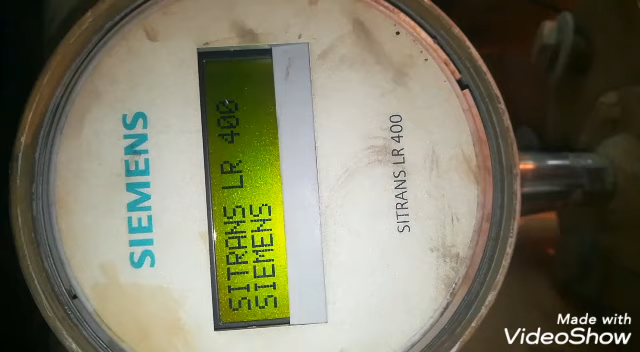 SIEMENS
SITRANS LR 400
SIEMENS
SITRANS LR 400
Made with
VideoShow